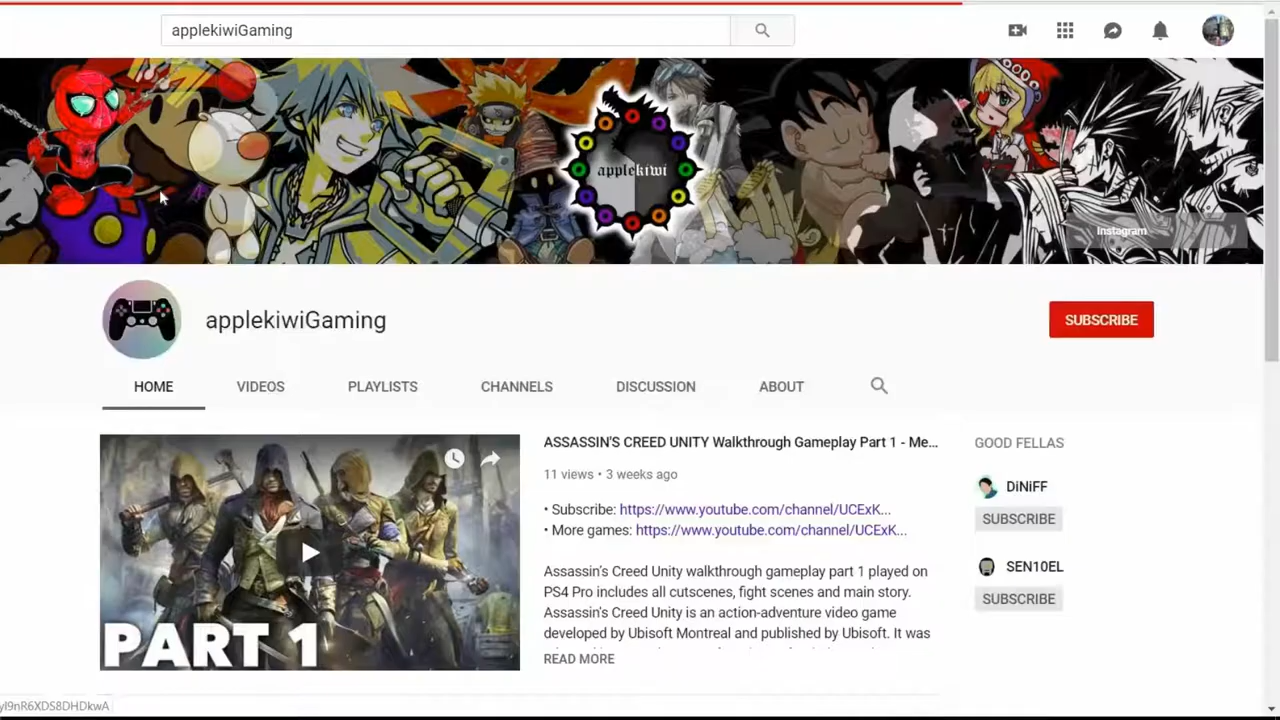 applekiwiGaming
applekiwi
Instagram
applekiwiGaming
SUBSCRIBE
HOME
VIDEOS
PLAYLISTS
CHANNELS
DISCUSSION
ABOUT
PART 1
ASSASSIN'S CREED UNITY Walkthrough Gameplay Part 1 - Me...
11 views • 3 weeks ago
• Subscribe: https://www.youtube.com/channel/UCExK...
• More games: https://www.youtube.com/channel/UCExK...
Assassin's Creed Unity walkthrough gameplay part 1 played on
PS4 Pro includes all cutscenes, fight scenes and main story.
Assassin's Creed Unity is an action-adventure video game
developed by Ubisoft Montreal and published by Ubisoft. It was
READ MORE
GOOD FELLAS
DiNiFF
SUBSCRIBE
SEN10EL
SUBSCRIBE
yI9nR6XDS8DHDkwA